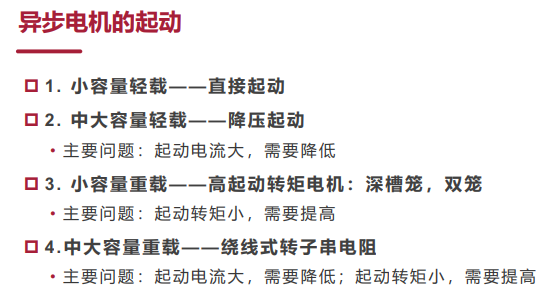 异步电机的起动
1. 小容量轻载——直接起动
2. 中大容量轻载——降压起动
• 主要问题：起动电流大，需要降低
3. 小容量重载——高起动转矩电机：深槽笼，双笼
• 主要问题：起动转矩小，需要提高
4.中大容量重载——绕线式转子串电阻
• 主要问题：起动电流大，需要降低；起动转矩小，需要提高